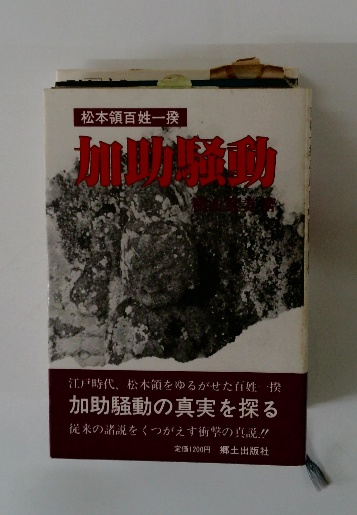 松本領百姓一揆
加助騒動
江戸時代、松本領をゆるがせた百姓一揆
加助騒動の真実を探る
従来の諸説をくつがえす衝撃の真説!!
定価1200円 郷土出版社